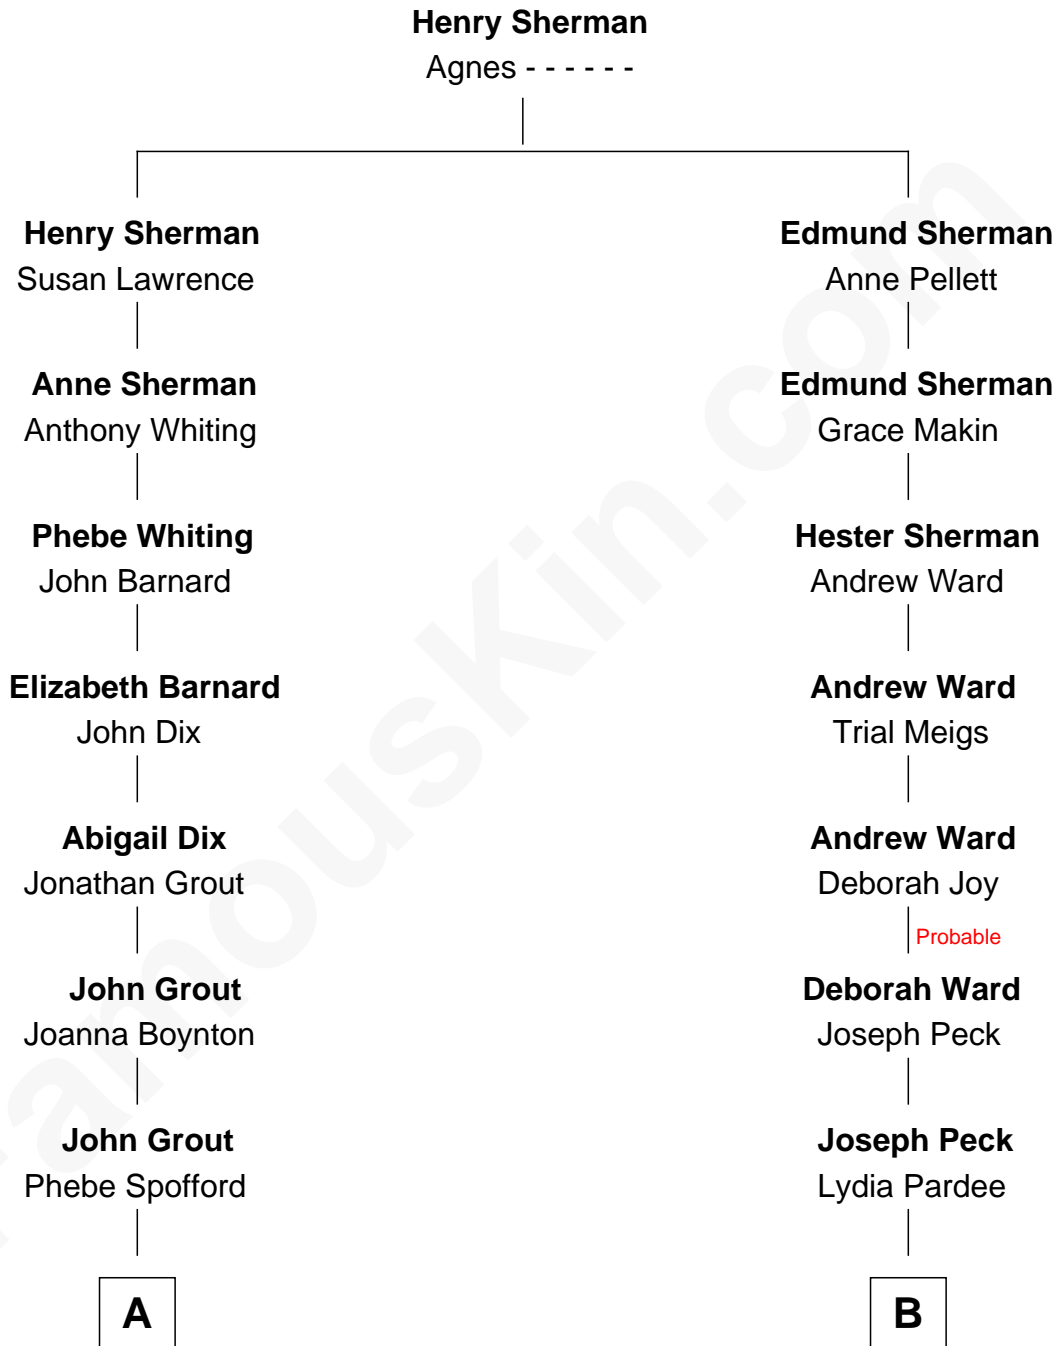 Henry Sherman
Agnes - - - - - -
Henry Sherman
Susan Lawrence
Edmund Sherman
Anne Pellett
Anne Sherman
Anthony Whiting
Edmund Sherman
Grace Makin
Phebe Whiting
John Barnard
Hester Sherman
Andrew Ward
Elizabeth Barnard
John Dix
Andrew Ward
Trial Meigs
Abigail Dix
Jonathan Grout
Andrew Ward
Deborah Joy
Probable
John Grout
Joanna Boynton
Deborah Ward
Joseph Peck
John Grout
Phebe Spofford
Joseph Peck
Lydia Pardee
A
B
FamousKin.com